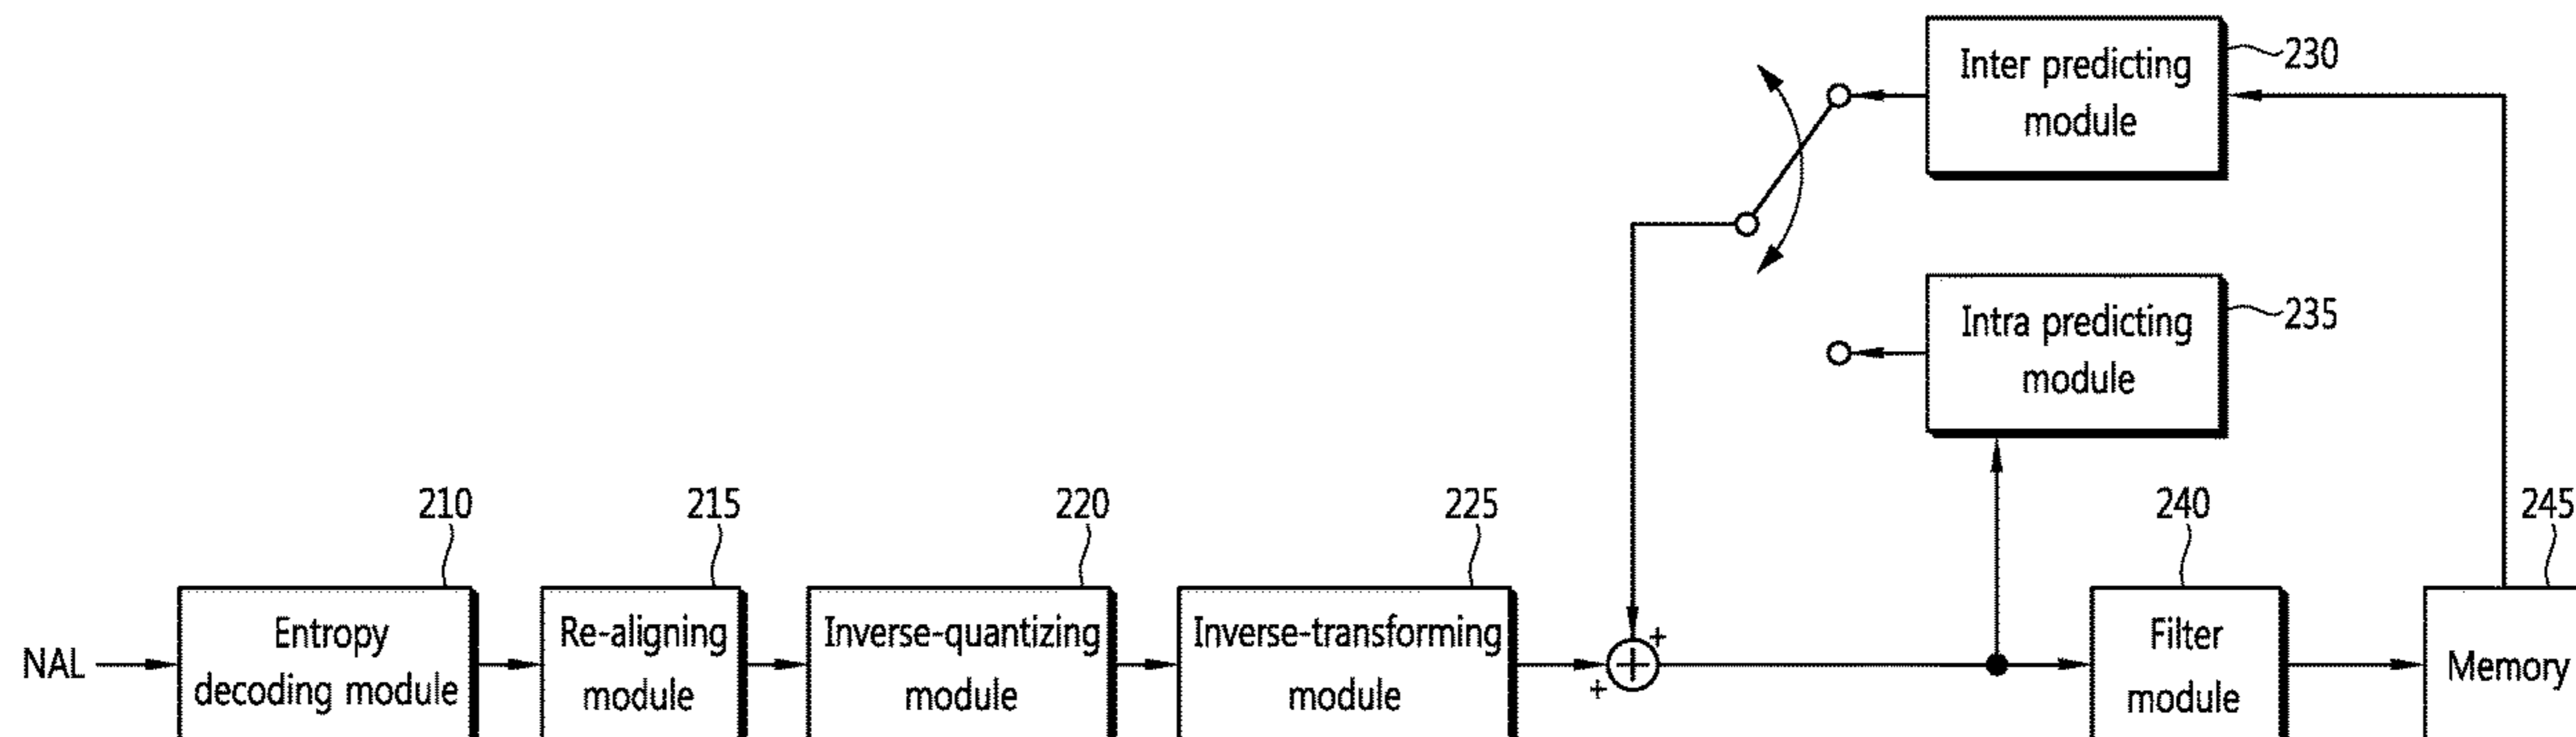 Inter predicting
module
230
Intra predicting
module
235
210
215
220
225
240
245
NAL
Entropy
decoding module
Re-aligning
module
Inverse-quantizing
module
Inverse-transforming
module
+
+
Filter
module
Memory